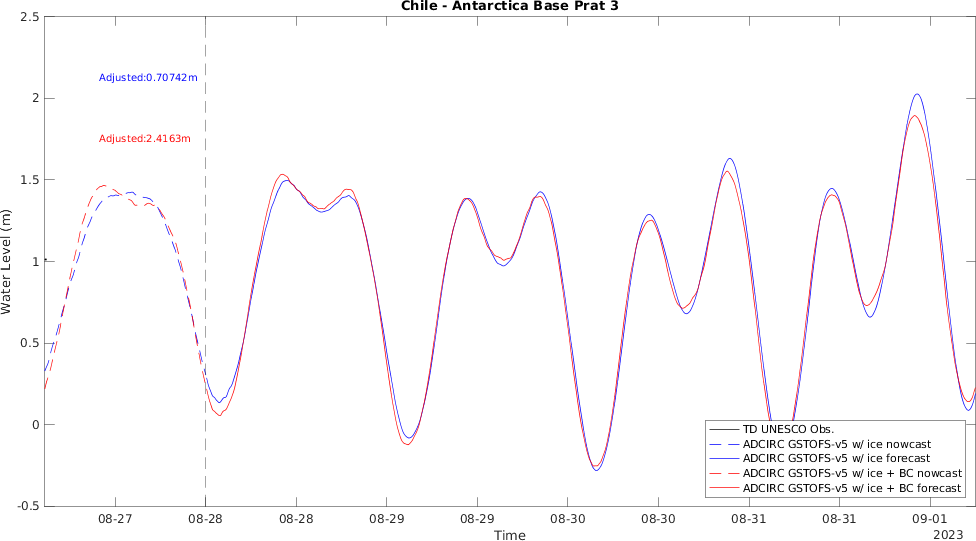 Chile - Antarctica Base Prat 3
2.5
2
1.5
1
0.5
0
-0.5
Water Level (m)
Adjusted:0.70742m
Adjusted:2.4163m
TD UNESCO Obs.
ADCIRC GSTOFS-v5 w/ ice nowcast
ADCIRC GSTOFS-v5 w/ ice forecast
ADCIRC GSTOFS-v5 w/ ice + BC nowcast
ADCIRC GSTOFS-v5 w/ ice + BC forecast
08-27 08-28 08-28 08-29 08-29 08-30 08-30 08-31 08-31 09-01
Time
2023